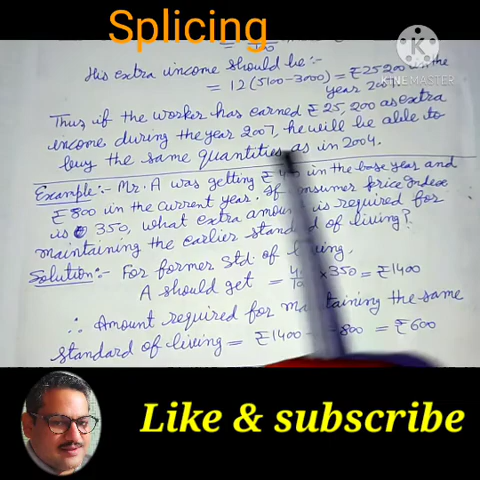 Splicing
His extra income should be:-
= 12 (5100-3000) = ₹25200 in the
year 2007.
KINEMASTER
Thus if the worker has earned ₹25,200 as extra
income during the year 2007, he will be able to
buy the same quantities as in 2004.
Example:- Mr. A was getting ₹ in the base year and
₹800 in the current year. If consumer price Index
is 350, what extra amount is required for
maintaining the earlier standard of living?
Solution:- For former Std. of living,
A should get = ×350 = ₹1400
∴ Amount required for maintaining the same
standard of living = ₹1400 - 800 = ₹600
Like & subscribe